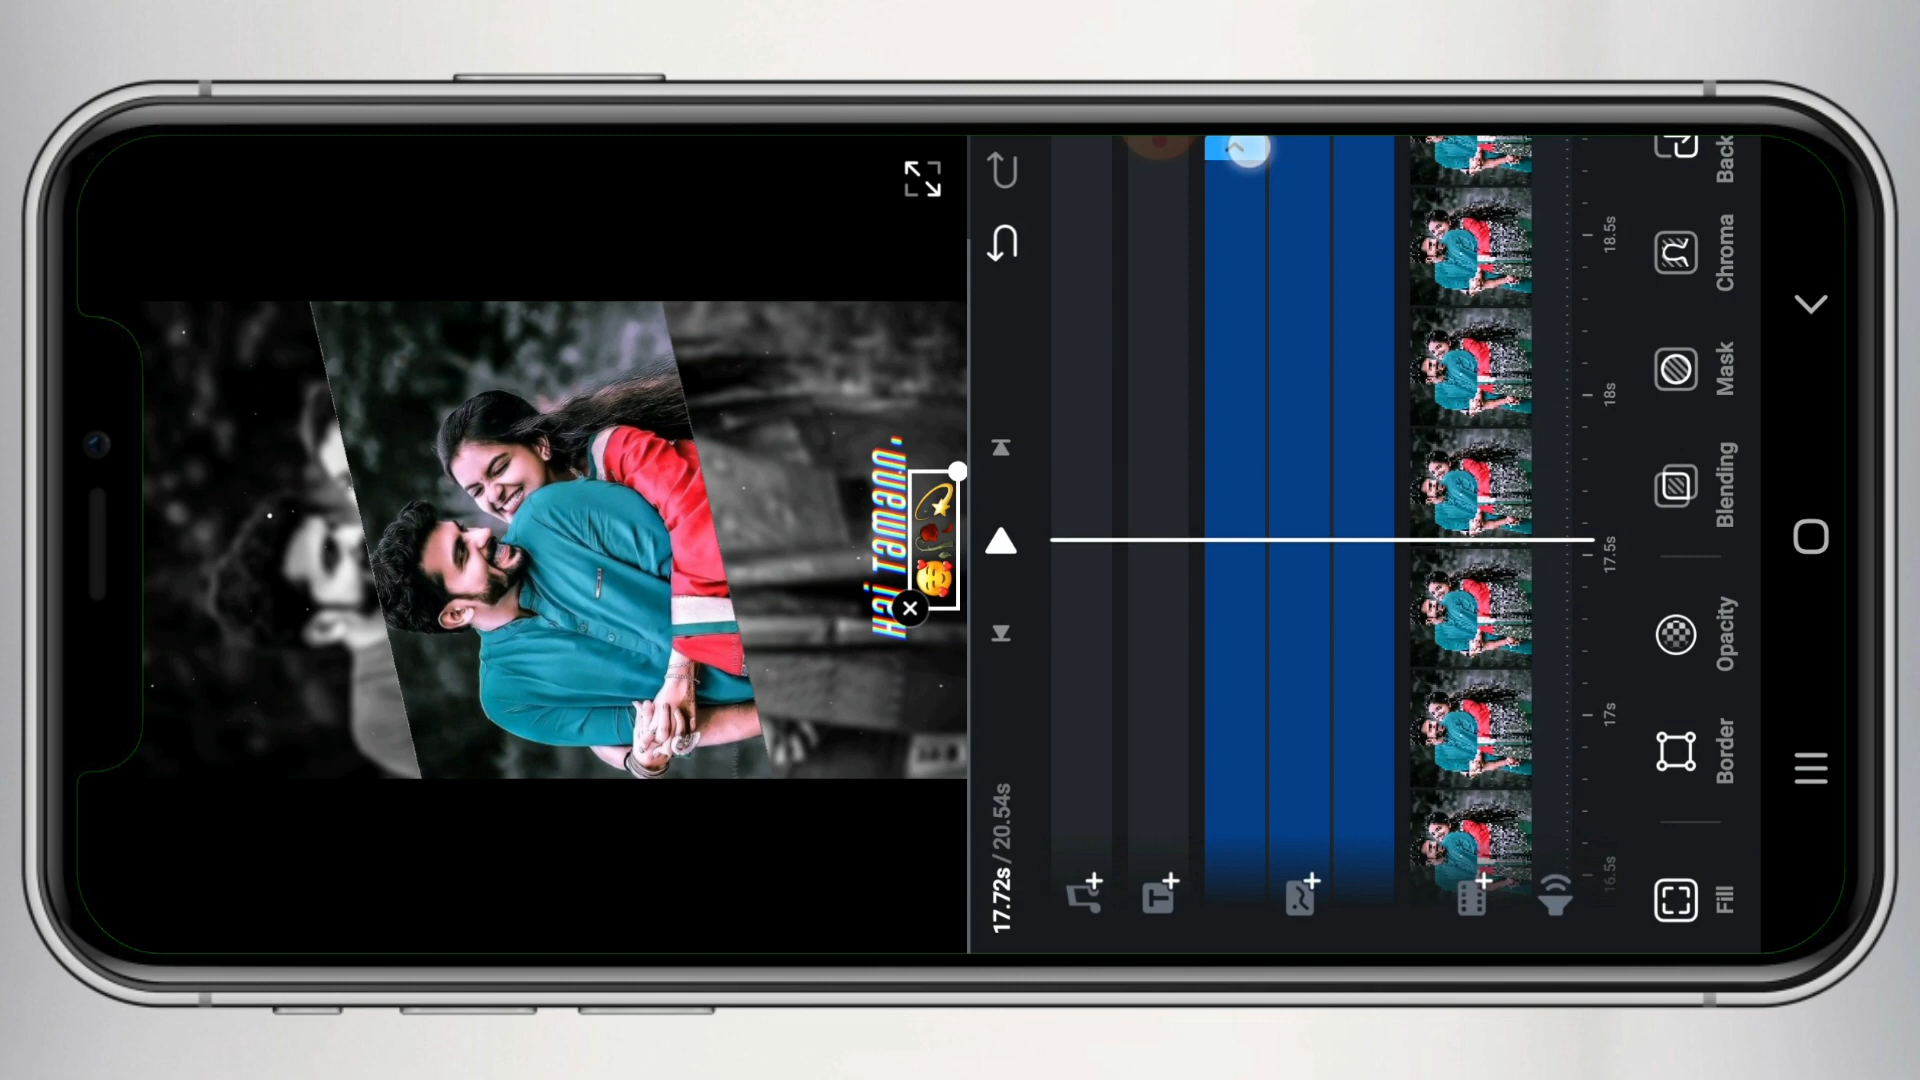 Hai Tamann.
17.72s / 20.54s
T
16.5s
17s
17.5s
18s
18.5s
Fill
Border
Opacity
Blending
Mask
Chroma
Back